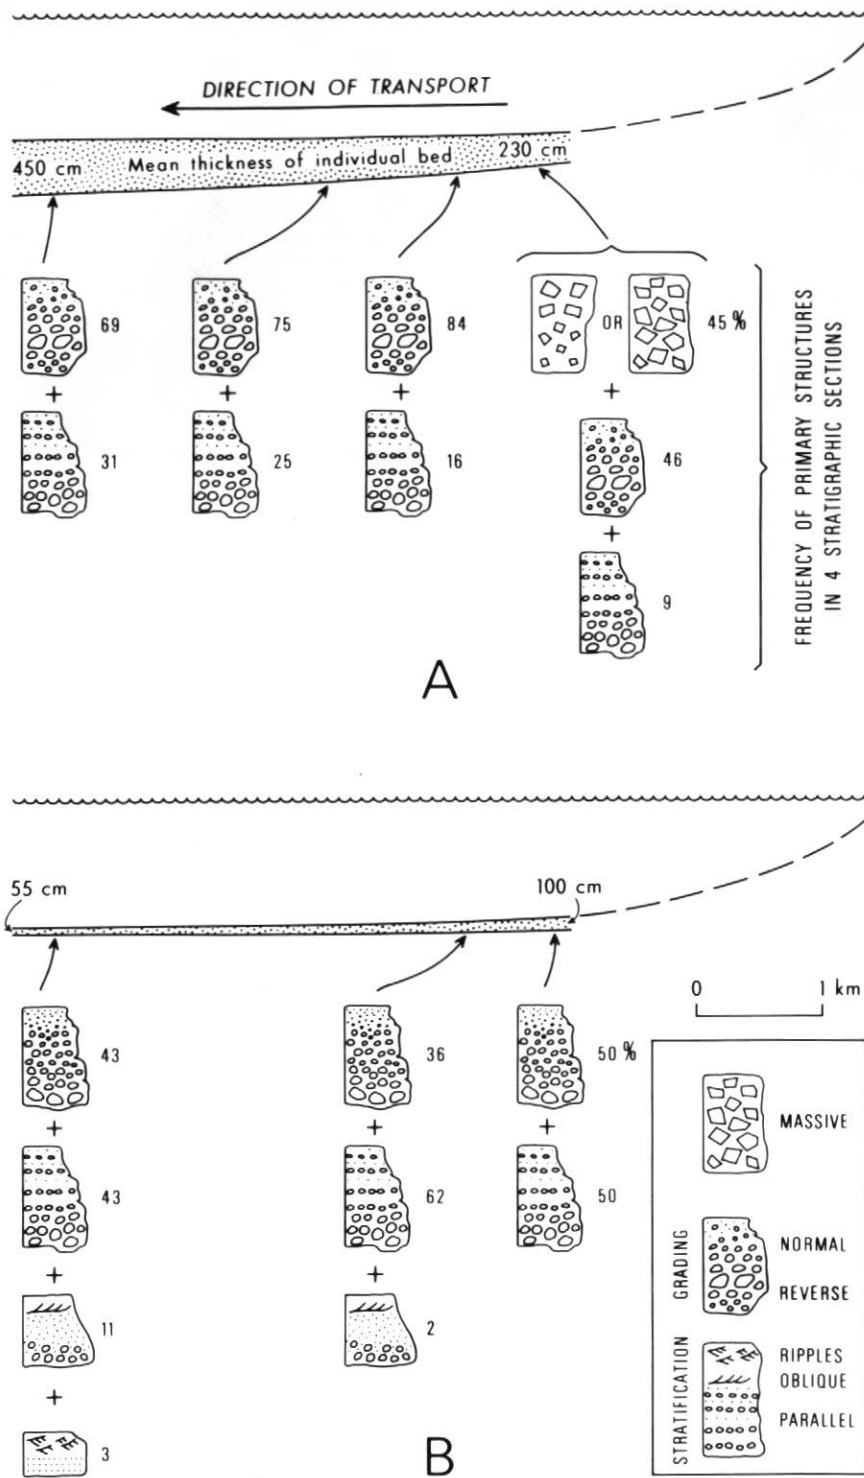 DIRECTION OF TRANSPORT
450 cm Mean thickness of individual bed 230 cm
69
75
84
OR
45 %
+
+
+
+
31
25
16
46
+
9
FREQUENCY OF PRIMARY STRUCTURES
IN 4 STRATIGRAPHIC SECTIONS
A
55 cm
100 cm
0 1 km
43
36
50 %
+
+
+
43
62
50
+
+
11
2
+
3
MASSIVE
GRADING
NORMAL
REVERSE
STRATIFICATION
RIPPLES
OBLIQUE
PARALLEL
B